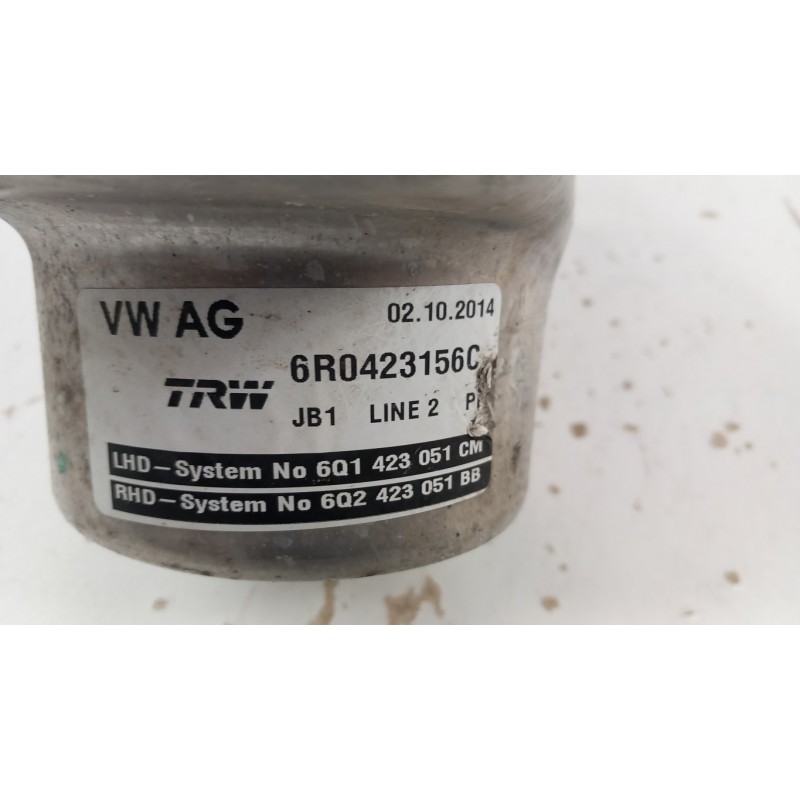 VW AG 02.10.2014
6R0423156C
TRW
JB1 LINE 2
LHD-System No 6Q1 423 051 CM
RHD-System No 6Q2 423 051 BB